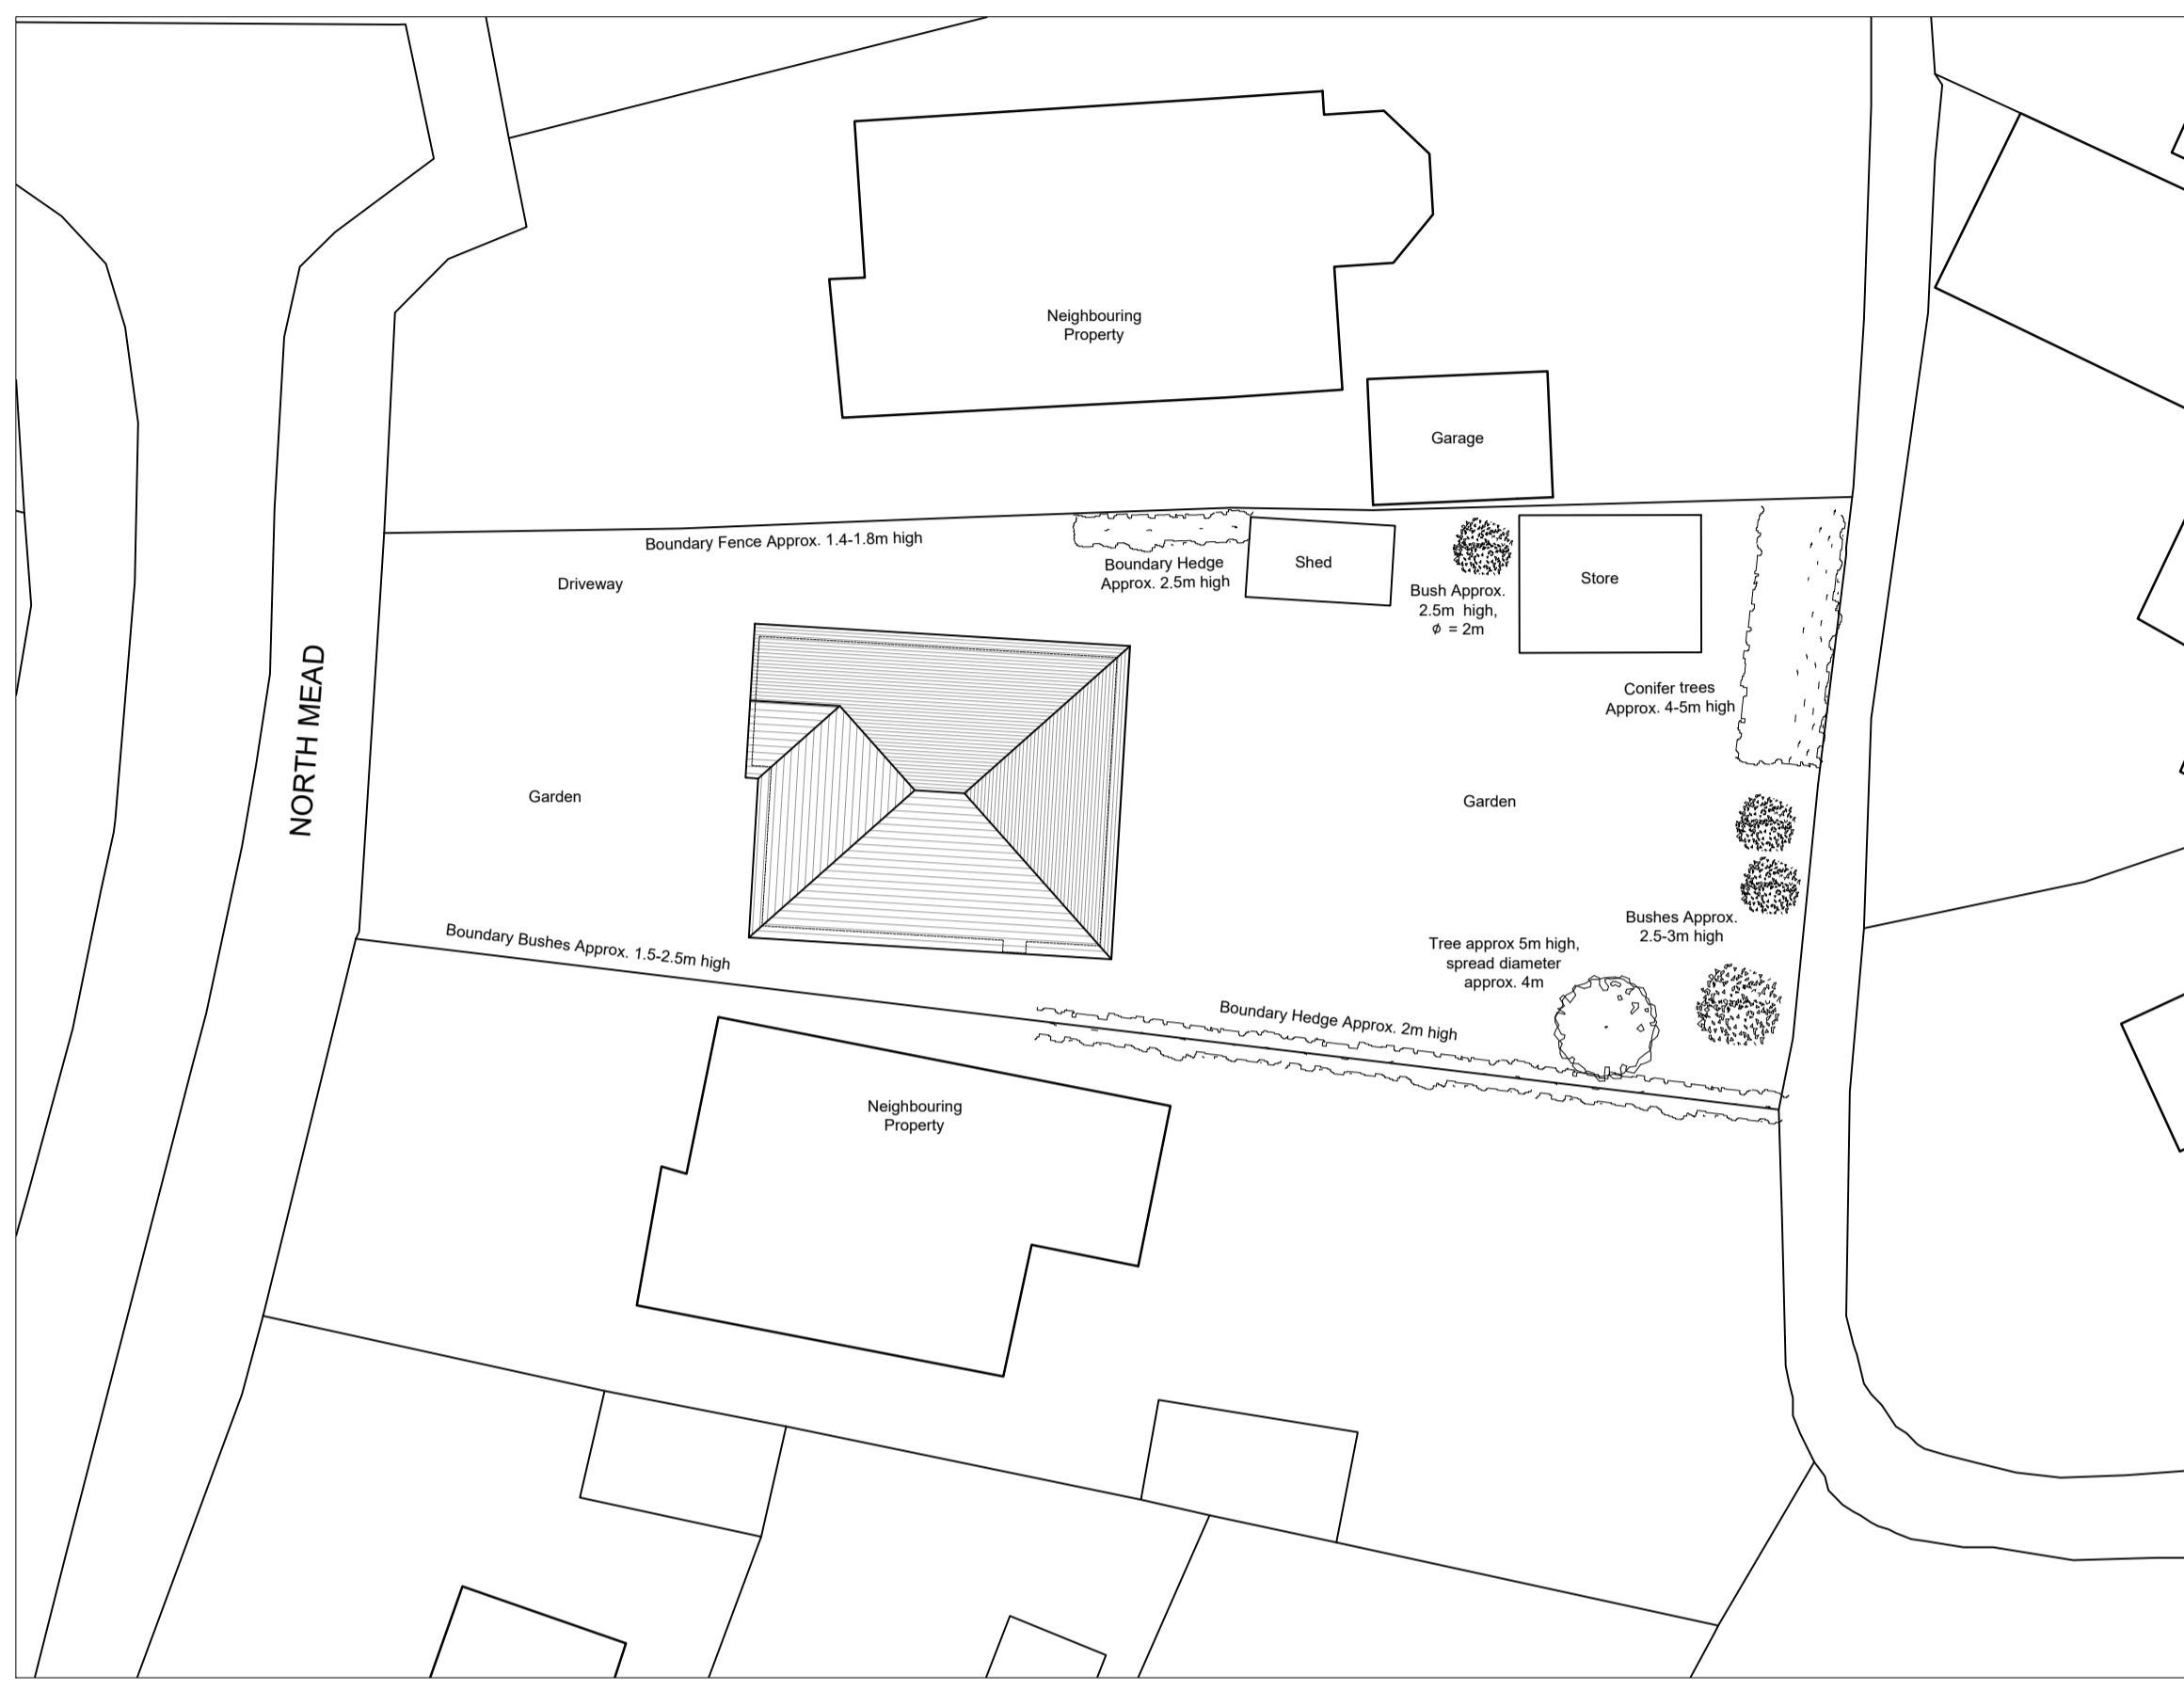 Neighbouring
Property
Garage
Boundary Fence Approx. 1.4-1.8m high
Driveway
Boundary Hedge
Approx. 2.5m high
Shed
Bush Approx.
2.5m high,
ϕ = 2m
Store
Conifer trees
Approx. 4-5m high
NORTH MEAD
Garden
Garden
Boundary Bushes Approx. 1.5-2.5m high
Bushes Approx.
2.5-3m high
Tree approx 5m high,
spread diameter
approx. 4m
Boundary Hedge Approx. 2m high
Neighbouring
Property